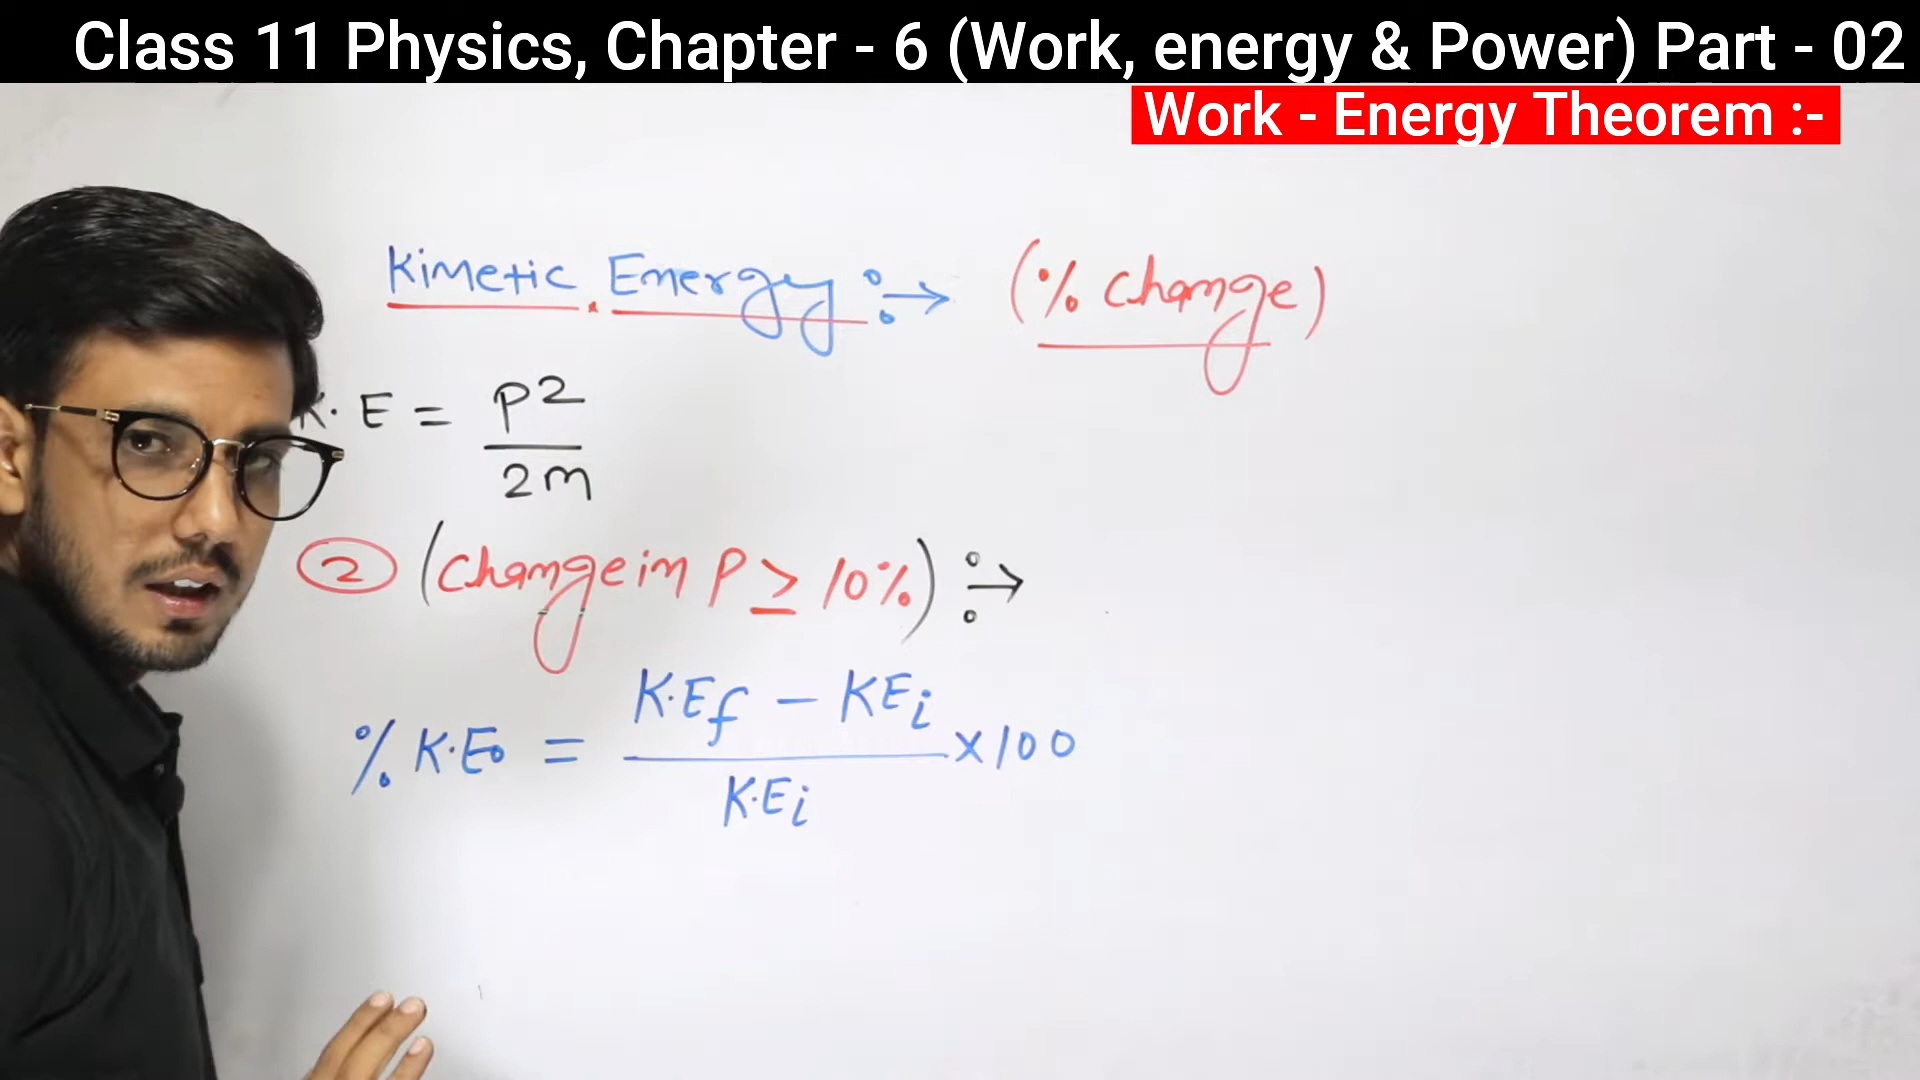 Class 11 Physics, Chapter - 6 (Work, energy & Power) Part - 02
Work - Energy Theorem :-
Kinetic Energy :→ (% Change)
K.E = P2
2m
2 (Change in P ≥ 10%) :→
% K.E = K.Ef - KEi × 100
K.Ei